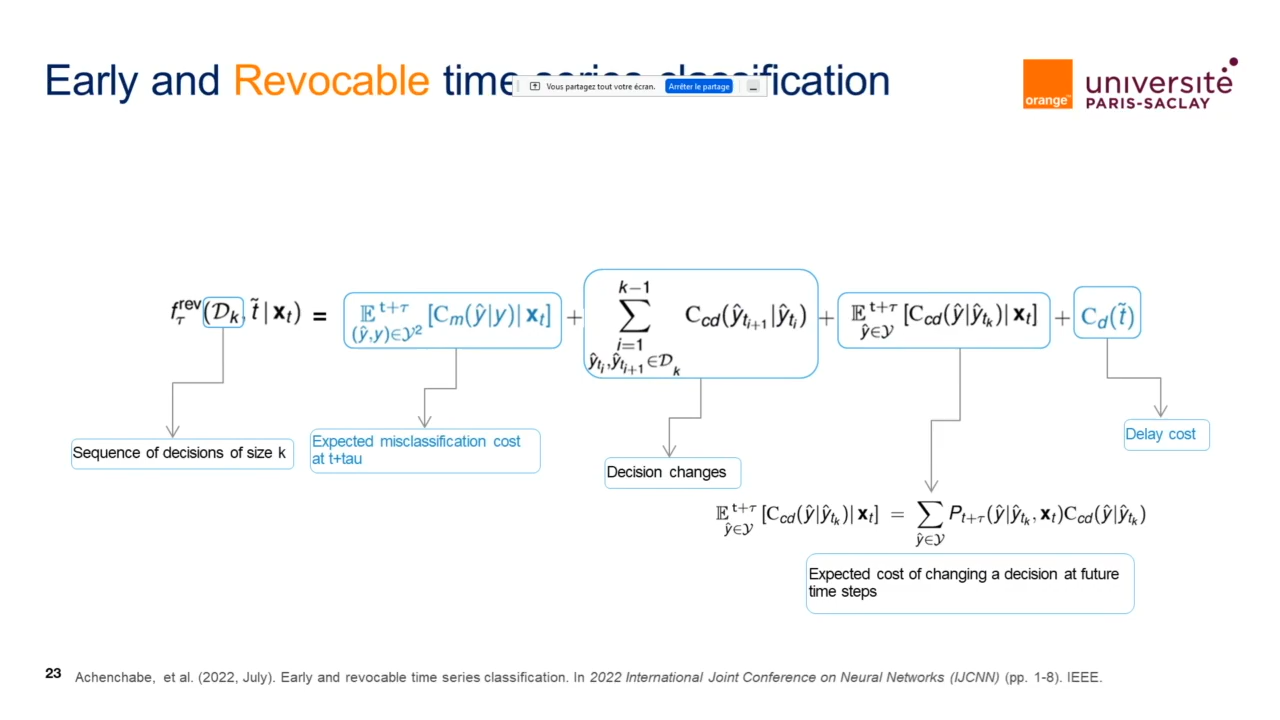 Early and Revocable time series classification
Vous partagez tout votre écran. Arrêter le partage
orange™
université
PARIS-SACLAY
f_τ^rev(𝒟_k, t̃ | x_t) = 𝔼^{t+τ}_{(ŷ,y)∈𝒴²} [C_m(ŷ|y)| x_t] + ∑_{i=1; ŷ_{t_i}, ŷ_{t_{i+1}} ∈𝒟_k}^{k−1} C_cd(ŷ_{t_{i+1}}|ŷ_{t_i}) + 𝔼^{t+τ}_{ŷ∈𝒴} [C_cd(ŷ|ŷ_{t_k})| x_t] + C_d(t̃)
Sequence of decisions of size k
Expected misclassification cost
at t+tau
Decision changes
Delay cost
𝔼^{t+τ}_{ŷ∈𝒴} [C_cd(ŷ|ŷ_{t_k})| x_t] = ∑_{ŷ∈𝒴} P_{t+τ}(ŷ|ŷ_{t_k}, x_t)C_cd(ŷ|ŷ_{t_k})
Expected cost of changing a decision at future
time steps
23 Achenchabe, et al. (2022, July). Early and revocable time series classification. In 2022 International Joint Conference on Neural Networks (IJCNN) (pp. 1-8). IEEE.